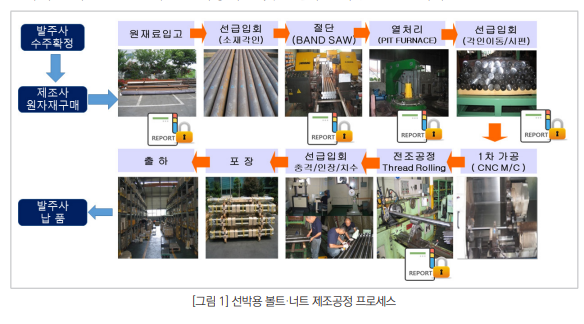 발주사
수주확정
제조사
원자재구매
원재료입고
선급입회
(소재각인)
절단
(BAND SAW)
열처리
(PIT FURNACE)
선급입회
(각인이동/시편)
REPORT
REPORT
REPORT
REPORT
출 하
포 장
선급입회
충격/인장/치수
전조공정
Thread Rolling
1차 가공
( CNC M/C )
발주사
납 품
REPORT
[그림 1] 선박용 볼트·너트 제조공정 프로세스